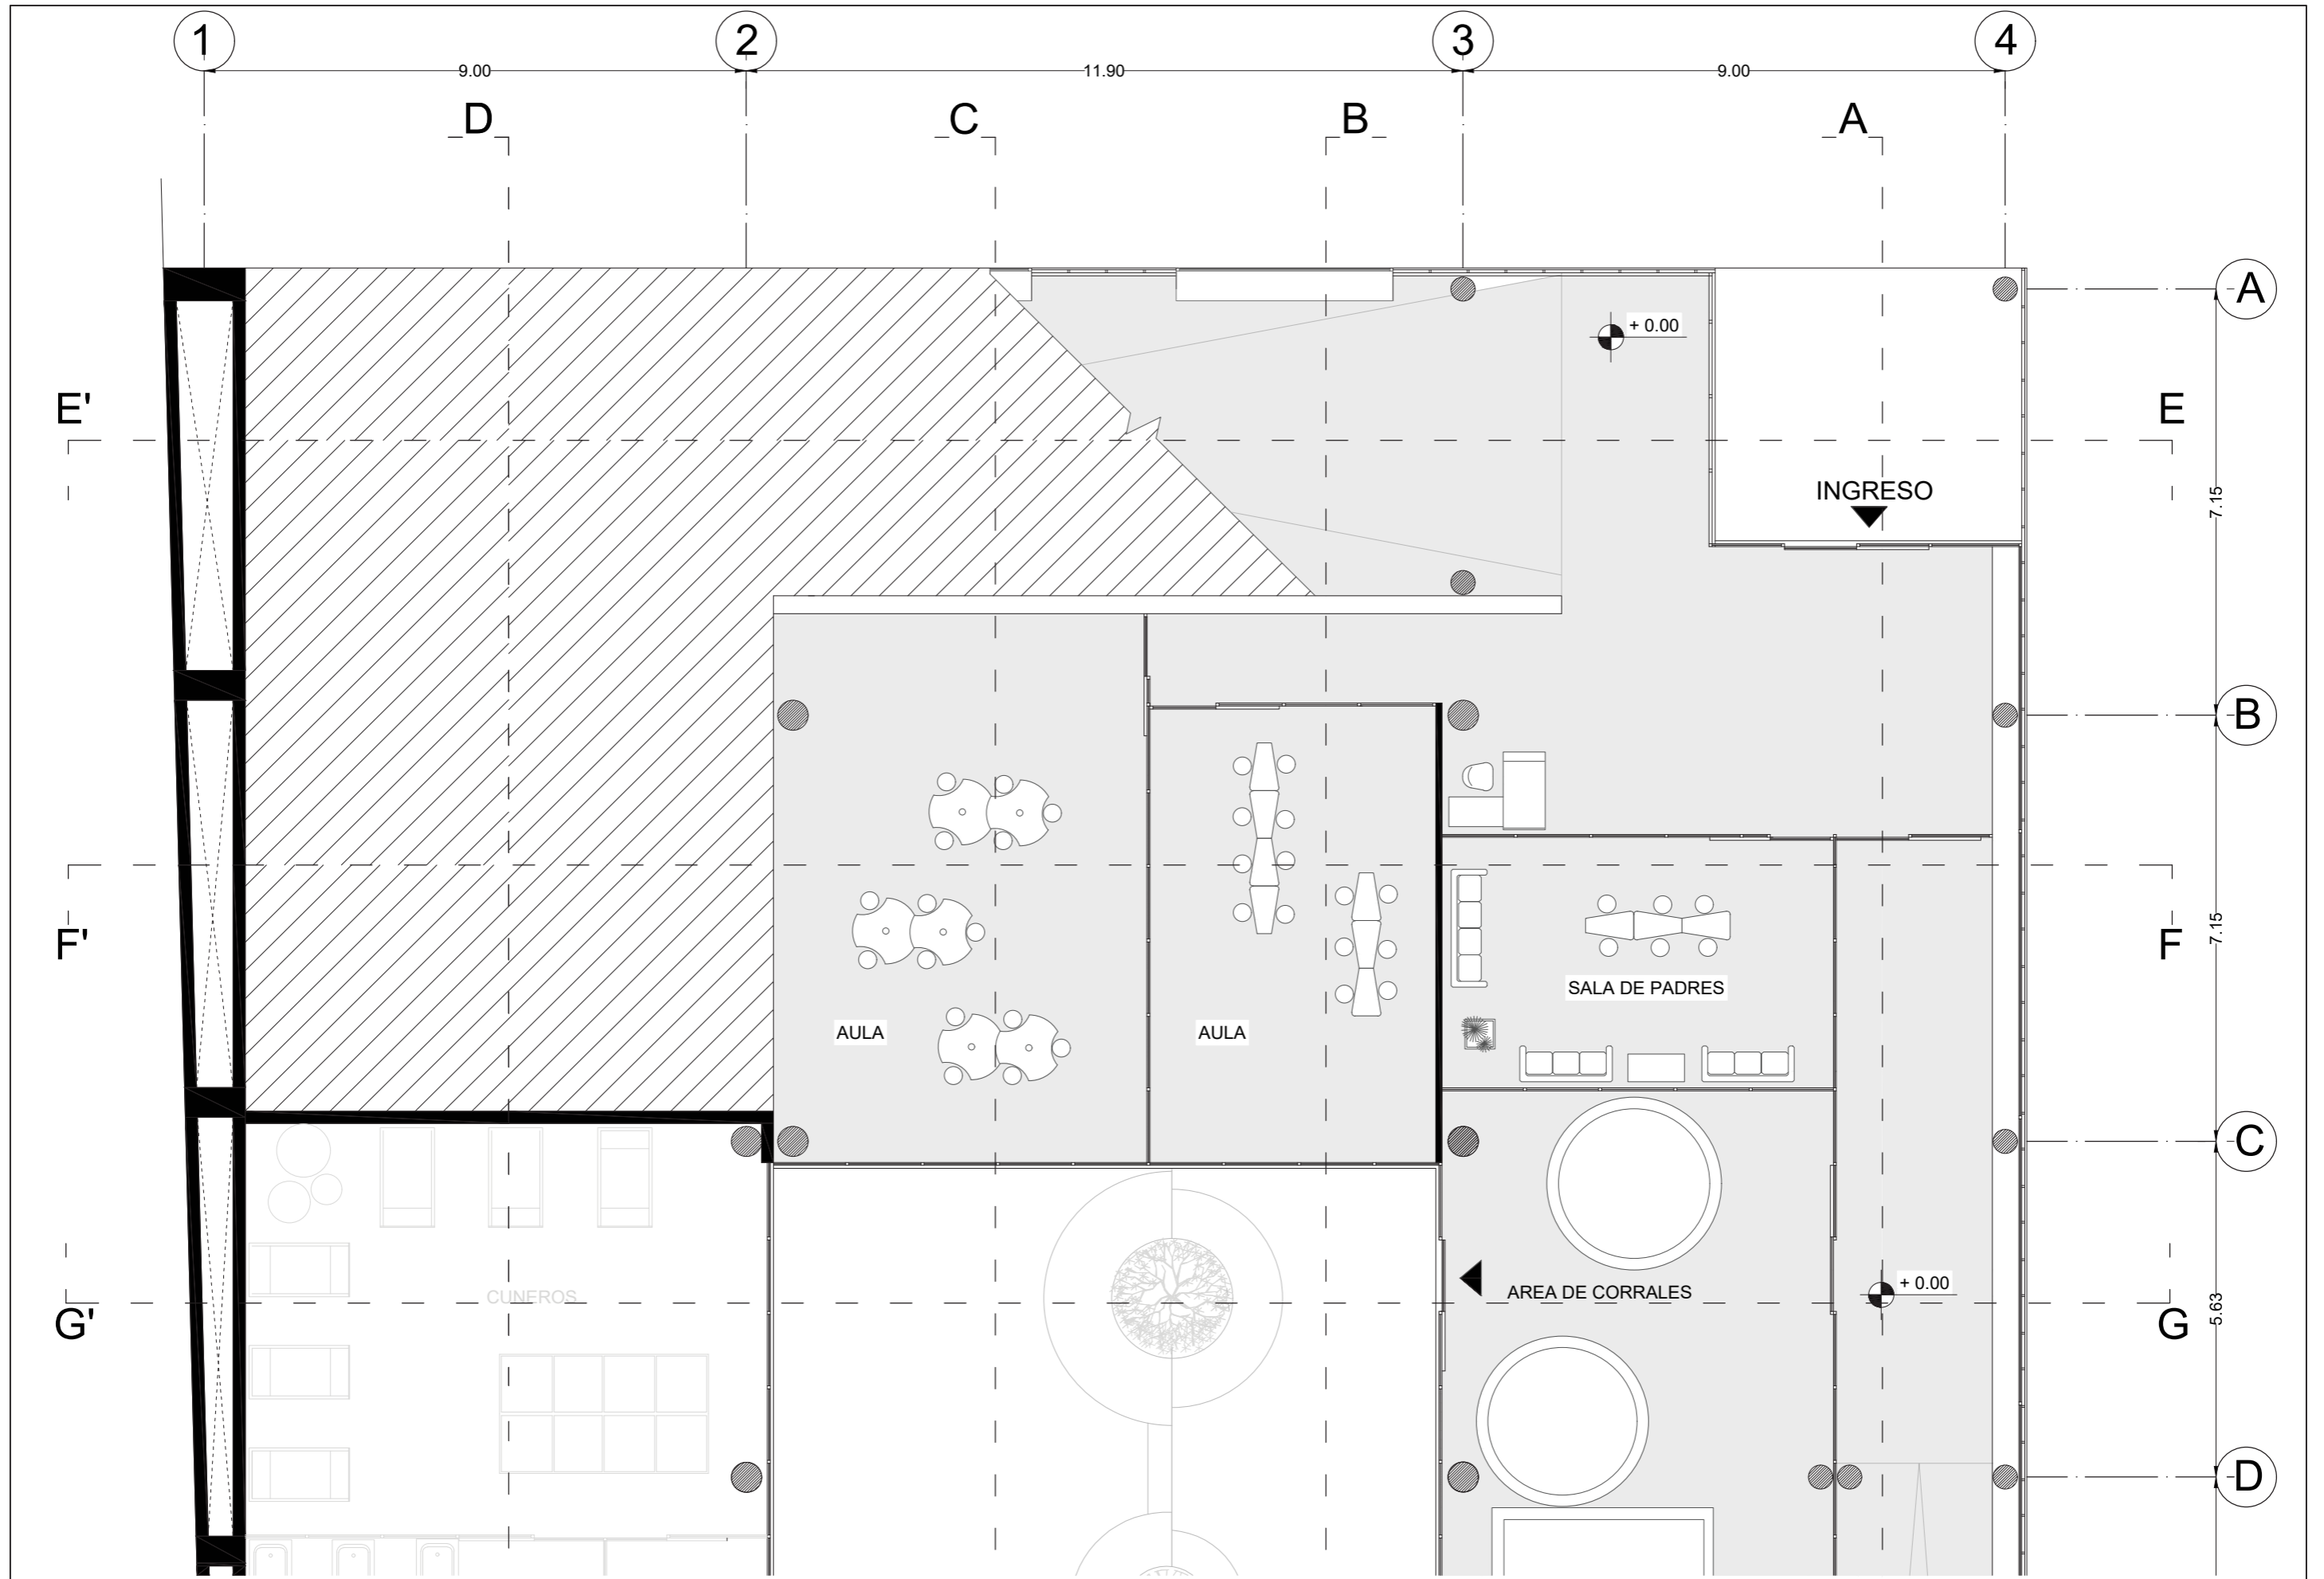 1 2 3 4
9.00 11.90 9.00
D C B A
A
+ 0.00
E' E
INGRESO
7.15
B
F' F
7.15
SALA DE PADRES
AULA AULA
C
+ 0.00
CUNEROS AREA DE CORRALES
G' G
5.63
D